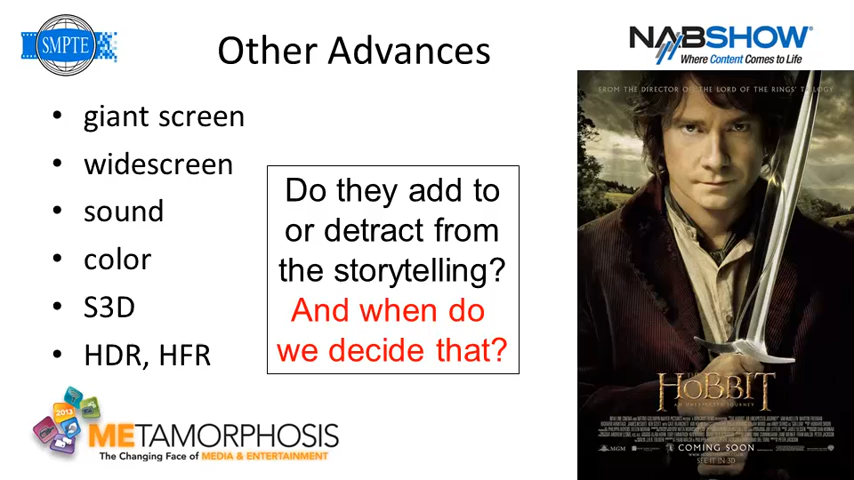 SMPTE
Other Advances
NABSHOW®
Where Content Comes to Life
• giant screen
• widescreen
• sound
• color
• S3D
• HDR, HFR
Do they add to
or detract from
the storytelling?
And when do
we decide that?
FROM THE DIRECTOR OF THE LORD OF THE RINGS TRILOGY
THE
HOBBIT
AN UNEXPECTED JOURNEY
MGM
COMING SOON
SEE IT IN 3D
2013
METAMORPHOSIS
The Changing Face of MEDIA & ENTERTAINMENT